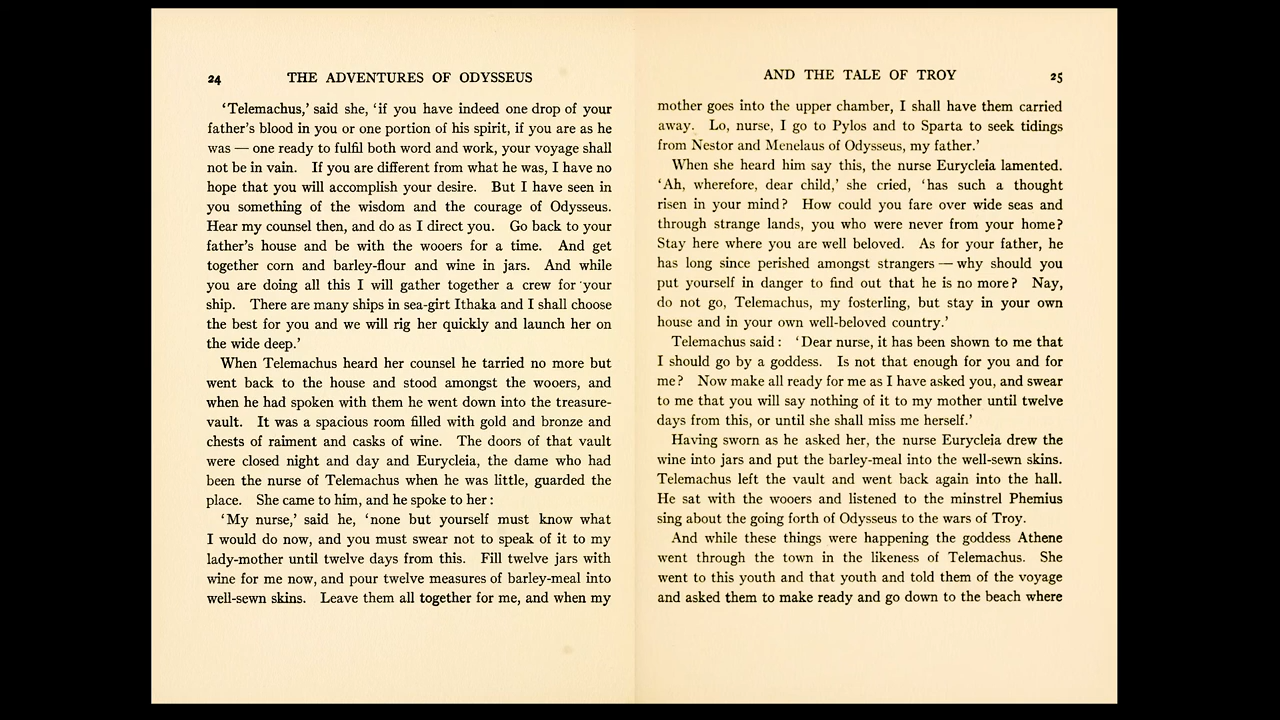 24 THE ADVENTURES OF ODYSSEUS
‘Telemachus,’ said she, ‘if you have indeed one drop of your
father’s blood in you or one portion of his spirit, if you are as he
was — one ready to fulfil both word and work, your voyage shall
not be in vain. If you are different from what he was, I have no
hope that you will accomplish your desire. But I have seen in
you something of the wisdom and the courage of Odysseus.
Hear my counsel then, and do as I direct you. Go back to your
father’s house and be with the wooers for a time. And get
together corn and barley-flour and wine in jars. And while
you are doing all this I will gather together a crew for your
ship. There are many ships in sea-girt Ithaka and I shall choose
the best for you and we will rig her quickly and launch her on
the wide deep.’
When Telemachus heard her counsel he tarried no more but
went back to the house and stood amongst the wooers, and
when he had spoken with them he went down into the treasure-
vault. It was a spacious room filled with gold and bronze and
chests of raiment and casks of wine. The doors of that vault
were closed night and day and Eurycleia, the dame who had
been the nurse of Telemachus when he was little, guarded the
place. She came to him, and he spoke to her :
‘My nurse,’ said he, ‘none but yourself must know what
I would do now, and you must swear not to speak of it to my
lady-mother until twelve days from this. Fill twelve jars with
wine for me now, and pour twelve measures of barley-meal into
well-sewn skins. Leave them all together for me, and when my
AND THE TALE OF TROY 25
mother goes into the upper chamber, I shall have them carried
away. Lo, nurse, I go to Pylos and to Sparta to seek tidings
from Nestor and Menelaus of Odysseus, my father.’
When she heard him say this, the nurse Eurycleia lamented.
‘Ah, wherefore, dear child,’ she cried, ‘has such a thought
risen in your mind? How could you fare over wide seas and
through strange lands, you who were never from your home?
Stay here where you are well beloved. As for your father, he
has long since perished amongst strangers — why should you
put yourself in danger to find out that he is no more? Nay,
do not go, Telemachus, my fosterling, but stay in your own
house and in your own well-beloved country.’
Telemachus said : ‘Dear nurse, it has been shown to me that
I should go by a goddess. Is not that enough for you and for
me? Now make all ready for me as I have asked you, and swear
to me that you will say nothing of it to my mother until twelve
days from this, or until she shall miss me herself.’
Having sworn as he asked her, the nurse Eurycleia drew the
wine into jars and put the barley-meal into the well-sewn skins.
Telemachus left the vault and went back again into the hall.
He sat with the wooers and listened to the minstrel Phemius
sing about the going forth of Odysseus to the wars of Troy.
And while these things were happening the goddess Athene
went through the town in the likeness of Telemachus. She
went to this youth and that youth and told them of the voyage
and asked them to make ready and go down to the beach where